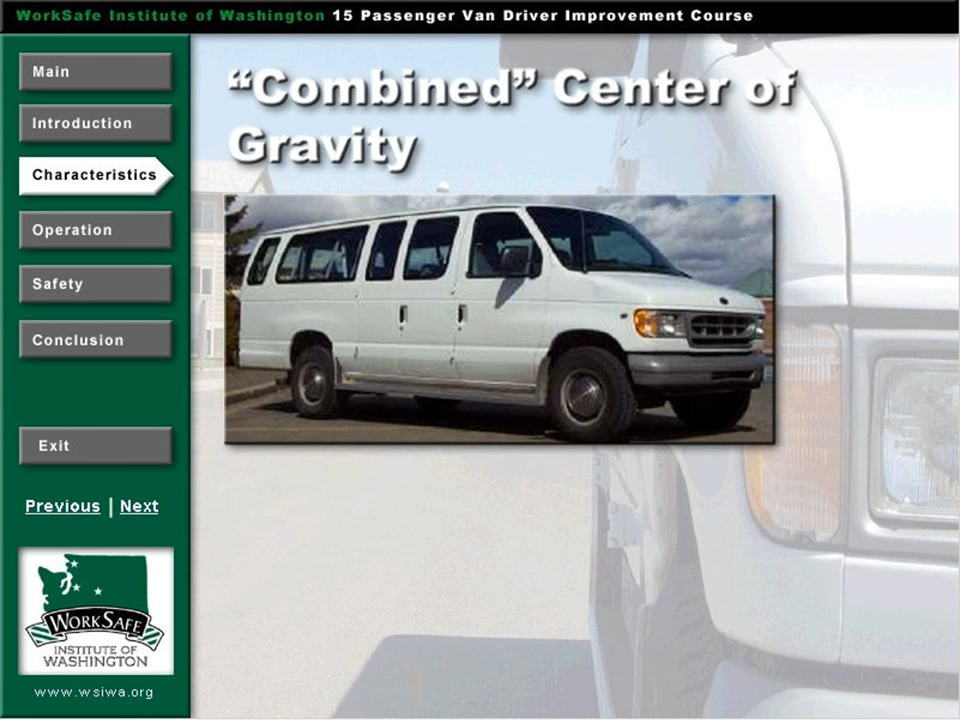 WorkSafe Institute of Washington 15 Passenger Van Driver Improvement Course
Main
Introduction
Characteristics
Operation
Safety
Conclusion
Exit
Previous | Next
WORKSAFE
INSTITUTE OF
WASHINGTON
www.wsiwa.org
“Combined” Center of
Gravity